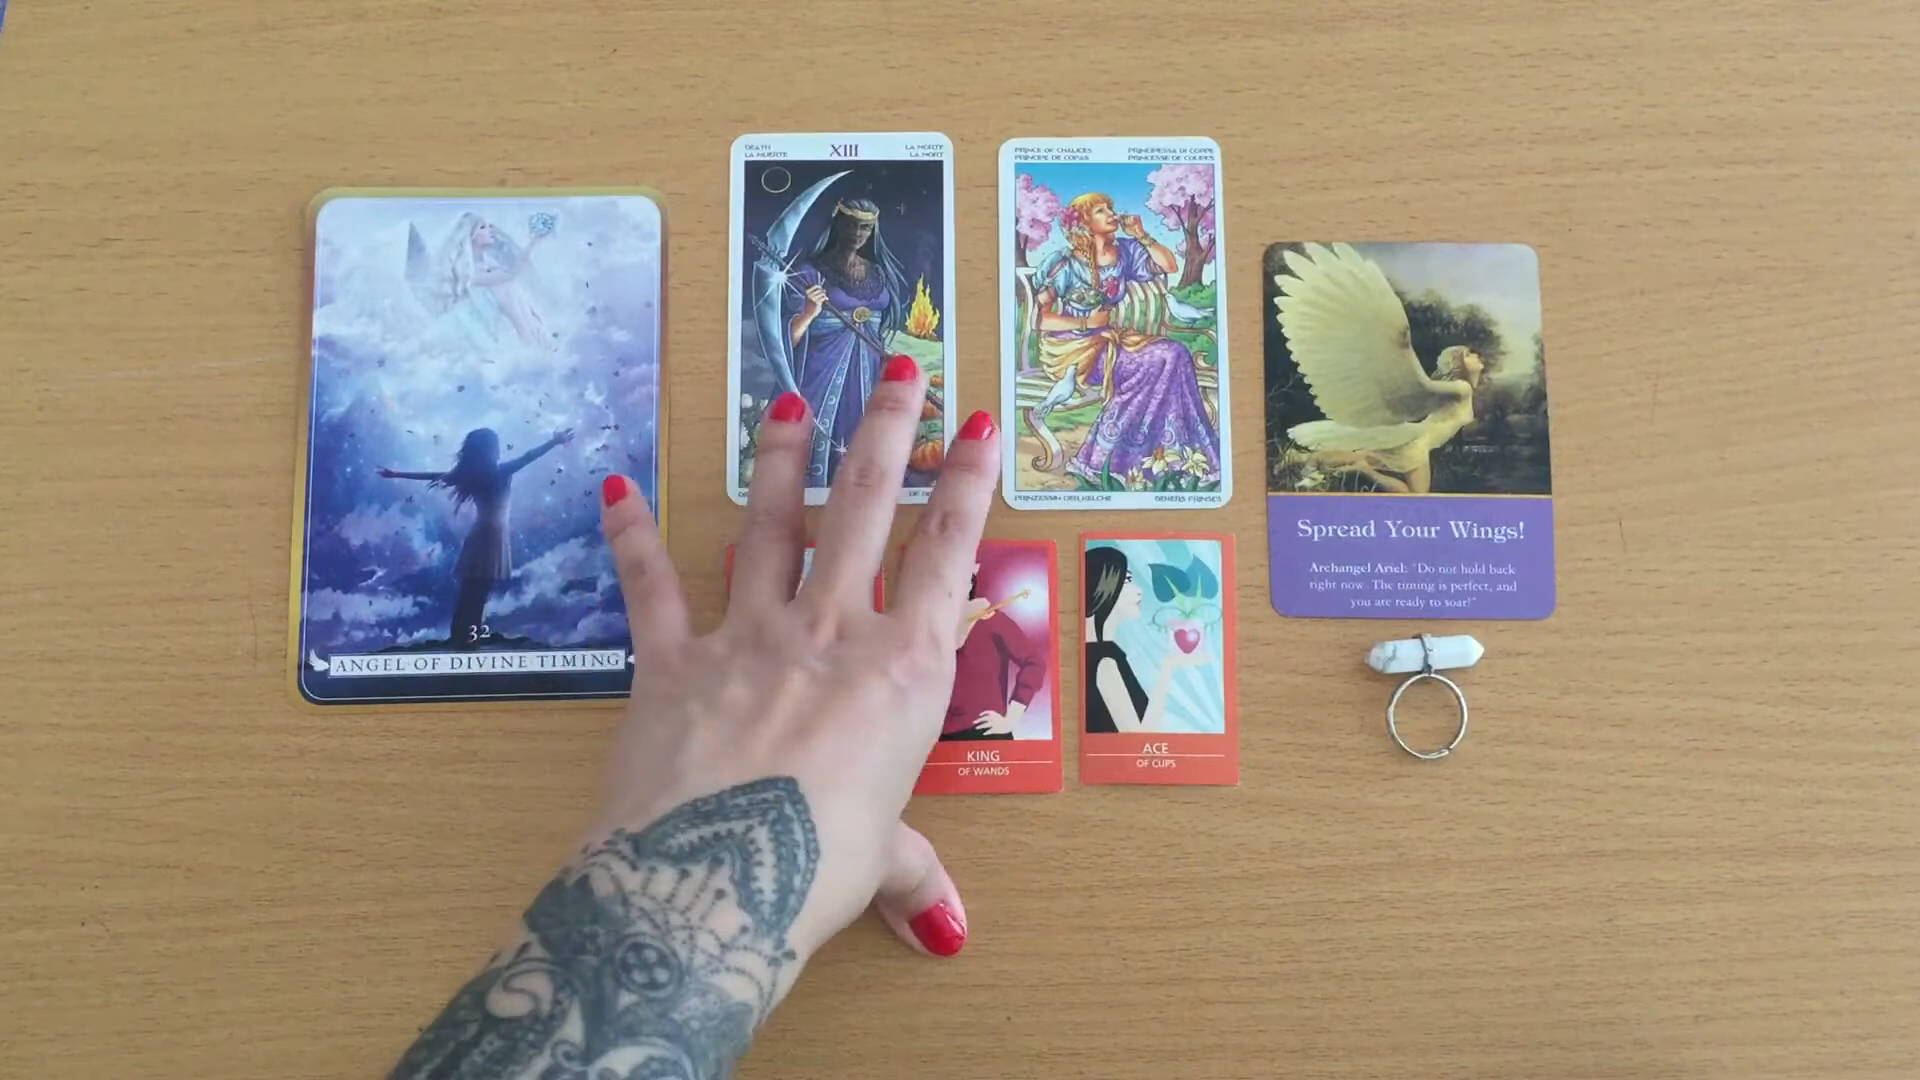 32
ANGEL OF DIVINE TIMING
DEATH
LA MUERTE
XIII
LA MORTE
LA MORT
PRINCE OF CHALICES
PRINCIPE DE COPAS
PRINCIPESSA DI COPPE
PRINCESSE DE COUPES
PRINZESSIN DER KELCHE
BEKERS PRINSES
KING
OF WANDS
ACE
OF CUPS
Spread Your Wings!
Archangel Ariel: "Do not hold back
right now. The timing is perfect, and
you are ready to soar!"